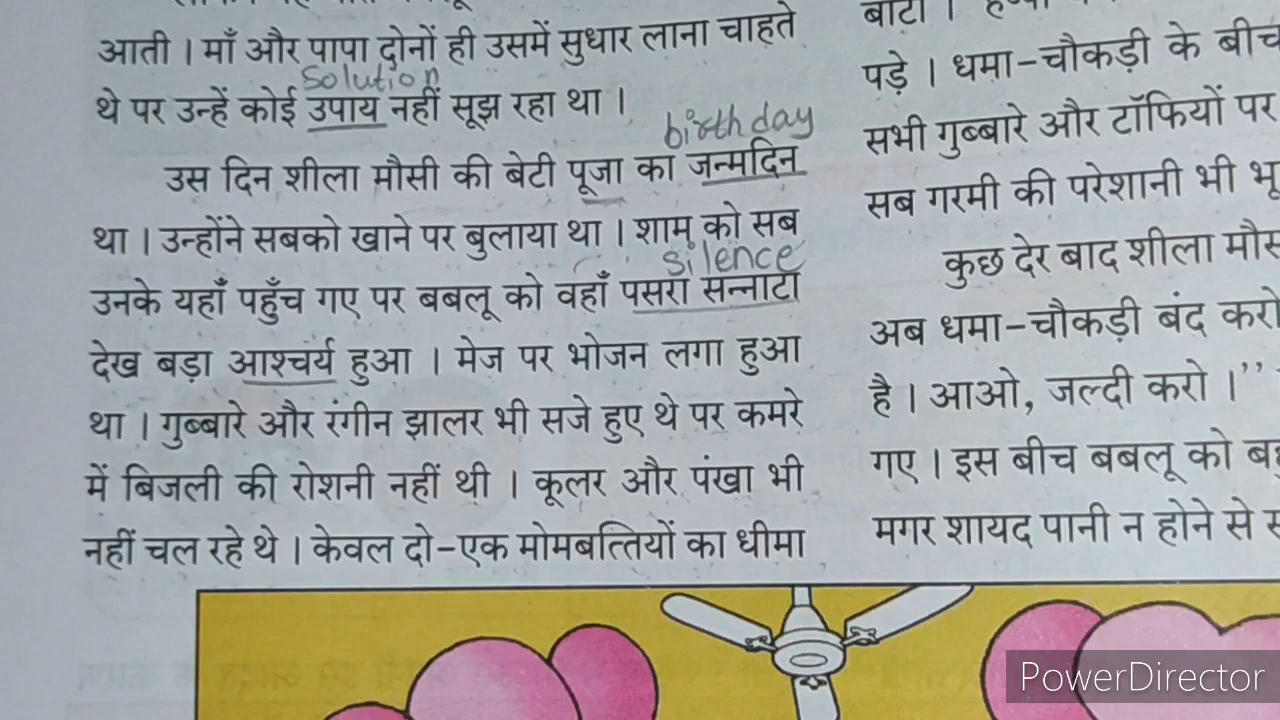 आती । माँ और पापा दोनों ही उसमें सुधार लाना चाहते
solution
थे पर उन्हें कोई उपाय नहीं सूझ रहा था ।
birthday
उस दिन शीला मौसी की बेटी पूजा का जन्मदिन
था । उन्होंने सबको खाने पर बुलाया था । शाम को सब
silence
उनके यहाँ पहुँच गए पर बबलू को वहाँ पसरा सन्नाटा
देख बड़ा आश्चर्य हुआ । मेज पर भोजन लगा हुआ
था । गुब्बारे और रंगीन झालर भी सजे हुए थे पर कमरे
में बिजली की रोशनी नहीं थी । कूलर और पंखा भी
नहीं चल रहे थे । केवल दो-एक मोमबत्तियों का धीमा
पड़े । धमा-चौकड़ी के बीच
सभी गुब्बारे और टॉफियों पर
सब गरमी की परेशानी भी
कुछ देर बाद शीला
अब धमा-चौकड़ी बंद करो
है । आओ, जल्दी करो ।”
गए । इस बीच बबलू को
मगर शायद पानी न होने से
PowerDirector